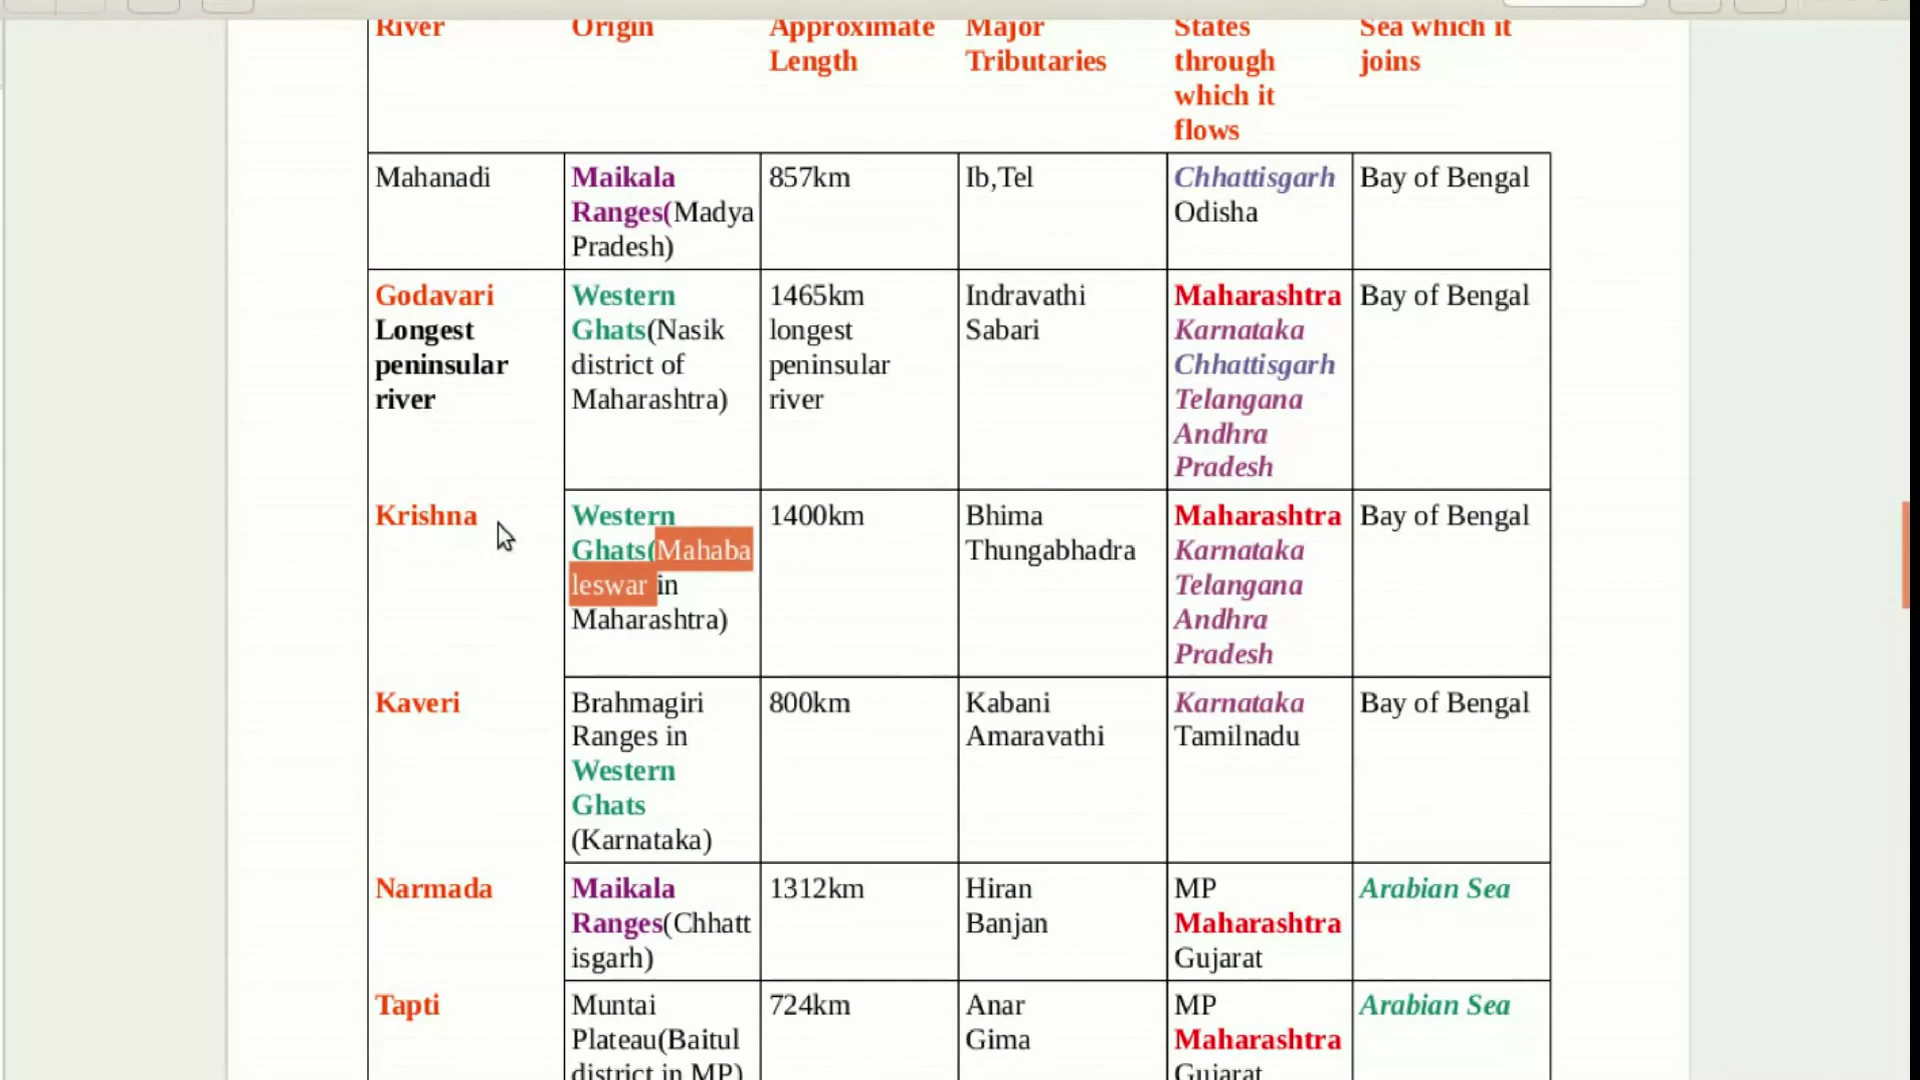 River
Origin
Approximate
Length
Major
Tributaries
States
through
which it
flows
Sea which it
joins
Mahanadi
Maikala
Ranges(Madya
Pradesh)
857km
Ib,Tel
Chhattisgarh
Odisha
Bay of Bengal
Godavari
Longest
peninsular
river
Western
Ghats(Nasik
district of
Maharashtra)
1465km
longest
peninsular
river
Indravathi
Sabari
Maharashtra
Karnataka
Chhattisgarh
Telangana
Andhra
Pradesh
Bay of Bengal
Krishna
Western
Ghats(Mahaba
leswar in
Maharashtra)
1400km
Bhima
Thungabhadra
Maharashtra
Karnataka
Telangana
Andhra
Pradesh
Bay of Bengal
Kaveri
Brahmagiri
Ranges in
Western
Ghats
(Karnataka)
800km
Kabani
Amaravathi
Karnataka
Tamilnadu
Bay of Bengal
Narmada
Maikala
Ranges(Chhatt
isgarh)
1312km
Hiran
Banjan
MP
Maharashtra
Gujarat
Arabian Sea
Tapti
Muntai
Plateau(Baitul
district in MP)
724km
Anar
Gima
MP
Maharashtra
Gujarat
Arabian Sea